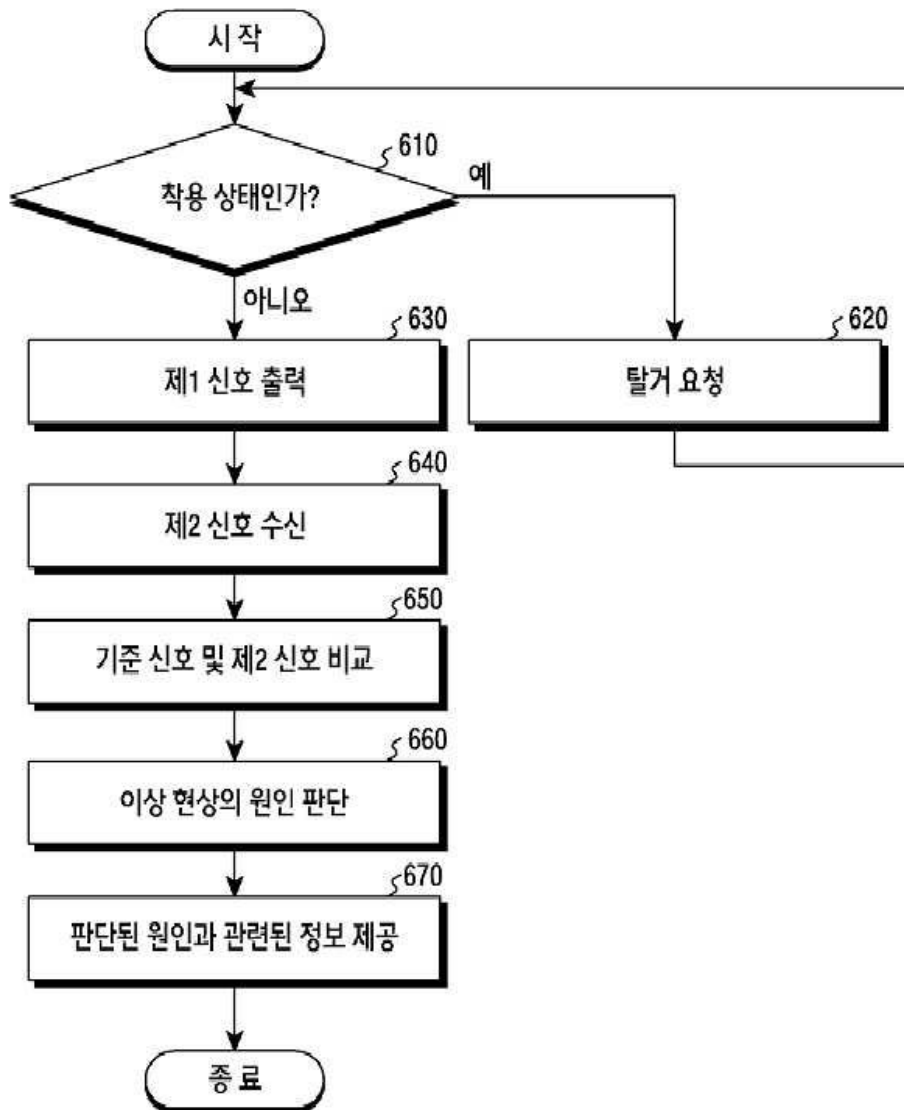 시 작
610
착용 상태인가?
예
아니오
630
제1 신호 출력
620
탈거 요청
640
제2 신호 수신
650
기준 신호 및 제2 신호 비교
660
이상 현상의 원인 판단
670
판단된 원인과 관련된 정보 제공
종 료